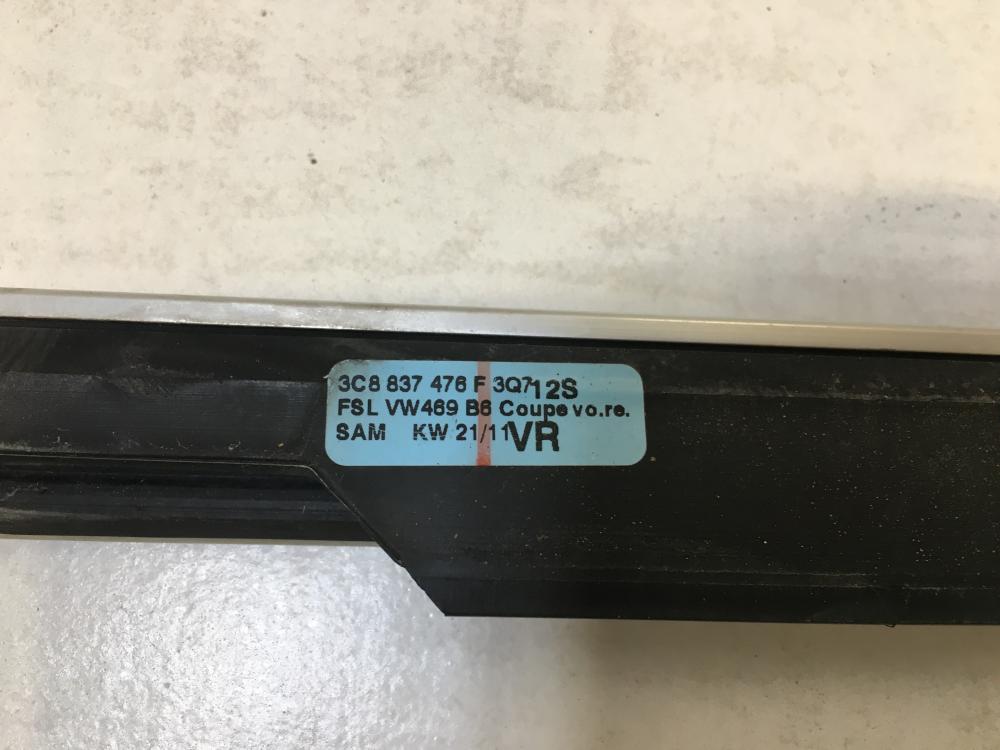 3C8 837 476 F 3Q7 12S
FSL VW469 B6 Coupe vo.re.
SAM KW 21/11 VR